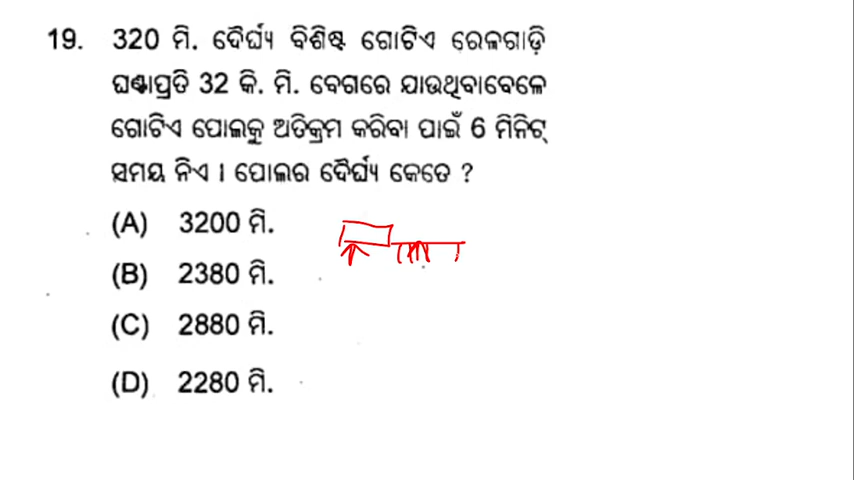 19. 320 ମି. ଦୈର୍ଘ୍ୟ ବିଶିଷ୍ଟ ଗୋଟିଏ ରେଳଗାଡ଼ି
ଘଣ୍ଟାପ୍ରତି 32 କି. ମି. ବେଗରେ ଯାଉଥିବାବେଳେ
ଗୋଟିଏ ପୋଲକୁ ଅତିକ୍ରମ କରିବା ପାଇଁ 6 ମିନିଟ୍
ସମୟ ନିଏ । ପୋଲର ଦୈର୍ଘ୍ୟ କେତେ ?
(A) 3200 ମି.
(B) 2380 ମି.
(C) 2880 ମି.
(D) 2280 ମି.